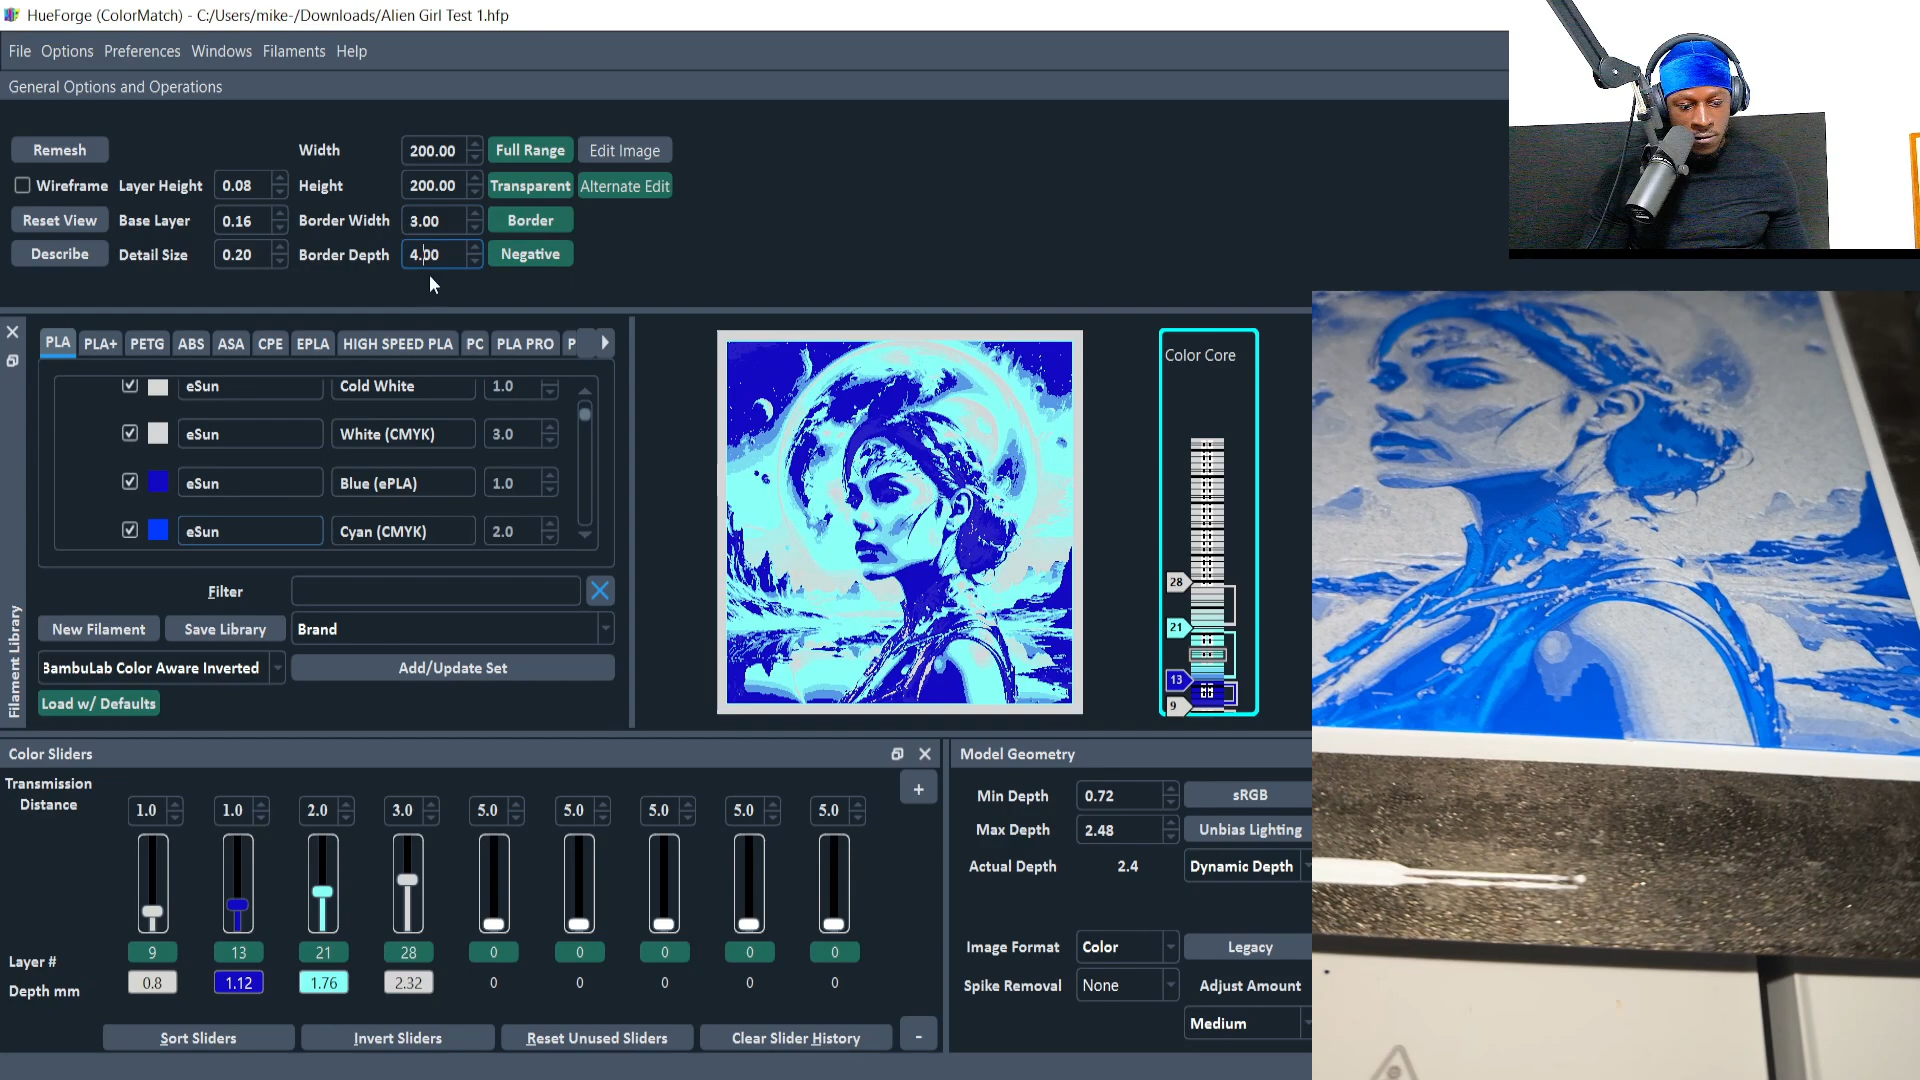 HueForge (ColorMatch) - C:/Users/mike-/Downloads/Alien Girl Test 1.hfp
File Options Preferences Windows Filaments Help
General Options and Operations
Remesh Width 200.00 Full Range Edit Image
Wireframe Layer Height 0.08 Height 200.00 Transparent Alternate Edit
Reset View Base Layer 0.16 Border Width 3.00 Border
Describe Detail Size 0.20 Border Depth 4.00 Negative
PLA PLA+ PETG ABS ASA CPE EPLA HIGH SPEED PLA PC PLA PRO P
eSun Cold White 1.0
eSun White (CMYK) 3.0
eSun Blue (ePLA) 1.0
eSun Cyan (CMYK) 2.0
Filter
New Filament Save Library Brand
BambuLab Color Aware Inverted Add/Update Set
Load w/ Defaults
Filament Library
Color Core
28
21
13
9
Color Sliders
Transmission
Distance
1.0 1.0 2.0 3.0 5.0 5.0 5.0 5.0 5.0
+
Layer # 9 13 21 28 0 0 0 0 0
Depth mm 0.8 1.12 1.76 2.32 0 0 0 0 0
Sort Sliders Invert Sliders Reset Unused Sliders Clear Slider History -
Model Geometry
Min Depth 0.72 sRGB
Max Depth 2.48 Unbias Lighting
Actual Depth 2.4 Dynamic Depth
Image Format Color Legacy
Spike Removal None Adjust Amount
Medium